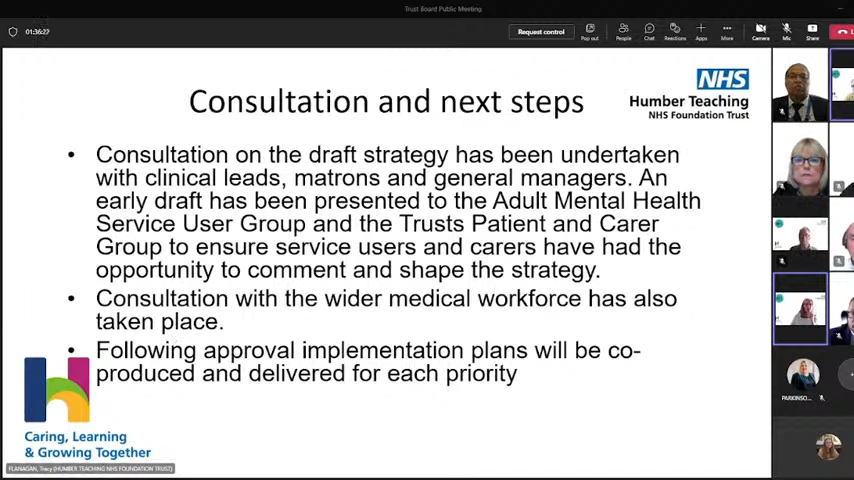 Trust Board Public Meeting
01:36:27
Request control
Pop out
People
Chat
Reactions
Apps
More
Camera
Mic
Share
Consultation and next steps
NHS
Humber Teaching
NHS Foundation Trust
• Consultation on the draft strategy has been undertaken
with clinical leads, matrons and general managers. An
early draft has been presented to the Adult Mental Health
Service User Group and the Trusts Patient and Carer
Group to ensure service users and carers have had the
opportunity to comment and shape the strategy.
• Consultation with the wider medical workforce has also
taken place.
• Following approval implementation plans will be co-
produced and delivered for each priority
Caring, Learning
& Growing Together
FLANAGAN, Tracy (HUMBER TEACHING NHS FOUNDATION TRUST)
PARKINSO...